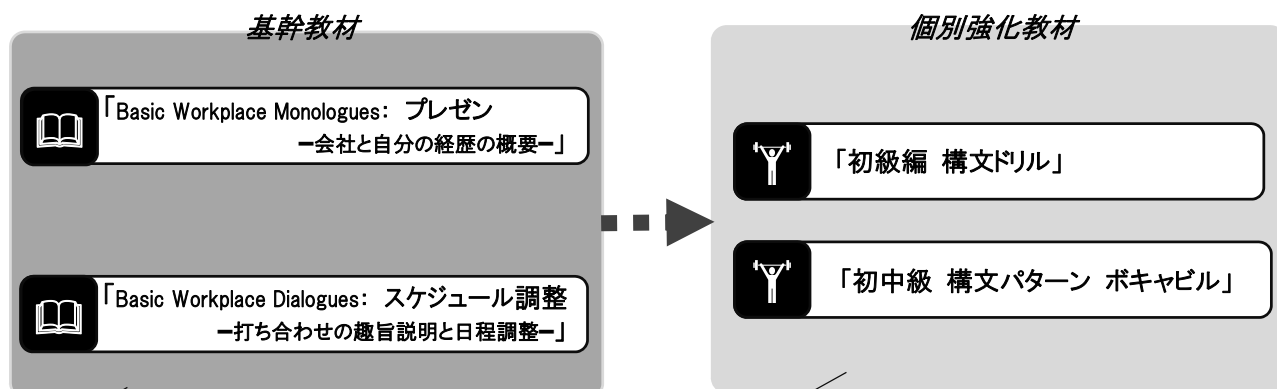 基幹教材
「Basic Workplace Monologues: プレゼン
ー会社と自分の経歴の概要ー」
「Basic Workplace Dialogues: スケジュール調整
ー打ち合わせの趣旨説明と日程調整ー」
個別強化教材
「初級編 構文ドリル」
「初中級 構文パターン ボキャビル」